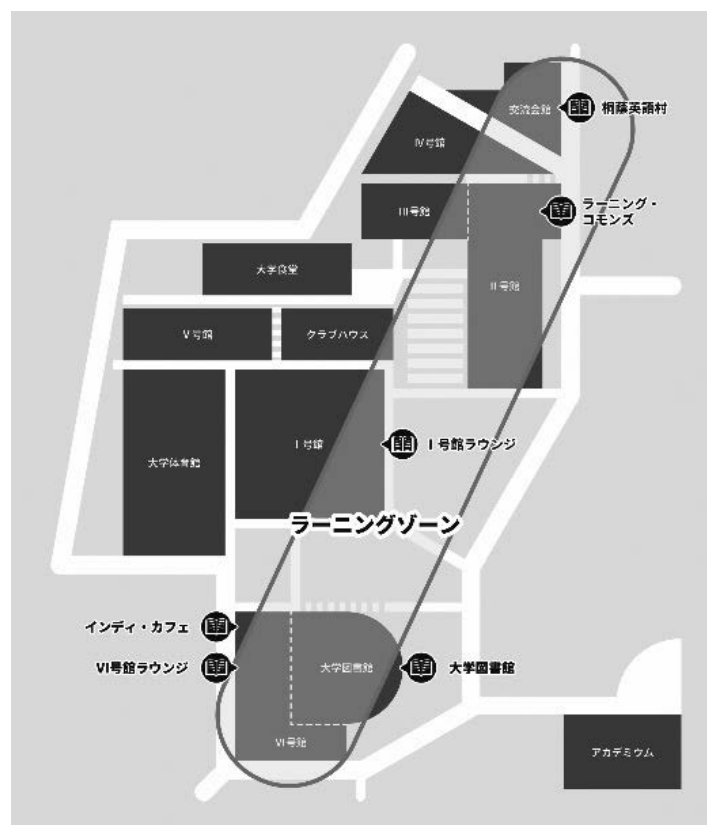 交流会館
桐蔭英語村
Ⅳ号館
Ⅲ号館
ラーニング・
コモンズ
大学食堂
Ⅱ号館
Ⅴ号館
クラブハウス
Ⅰ号館
Ⅰ号館ラウンジ
大学体育館
ラーニングゾーン
インディ・カフェ
Ⅵ号館ラウンジ
大学図書館
大学図書館
Ⅵ号館
アカデミウム